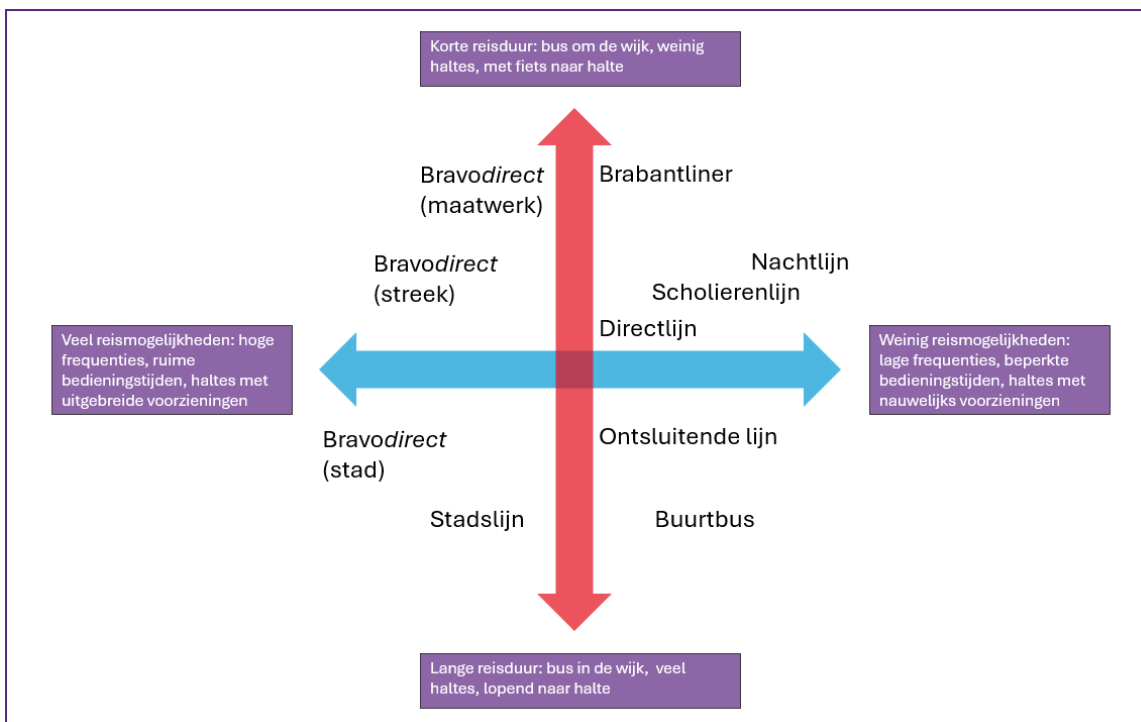 Korte reisduur: bus om de wijk, weinig
haltes, met fiets naar halte
Bravodirect
(maatwerk)
Brabantliner
Bravodirect
(streek)
Nachtlijn
Scholierenlijn
Directlijn
Veel reismogelijkheden: hoge
frequenties, ruime
bedieningstijden, haltes met
uitgebreide voorzieningen
Weinig reismogelijkheden:
lage frequenties, beperkte
bedieningstijden, haltes met
nauwelijks voorzieningen
Bravodirect
(stad)
Ontsluitende lijn
Stadslijn
Buurtbus
Lange reisduur: bus in de wijk, veel
haltes, lopend naar halte